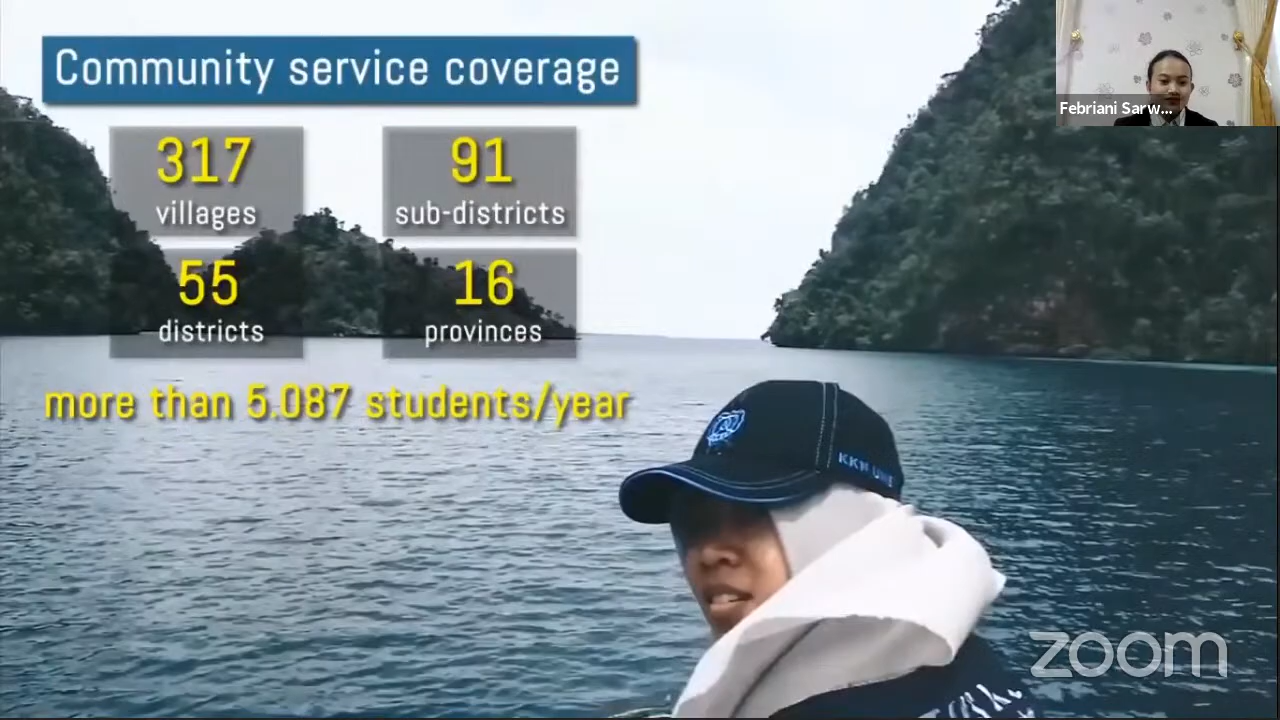 Community service coverage
317
villages
91
sub-districts
55
districts
16
provinces
more than 5.087 students/year
Febriani Sarw...
KKN
zoom